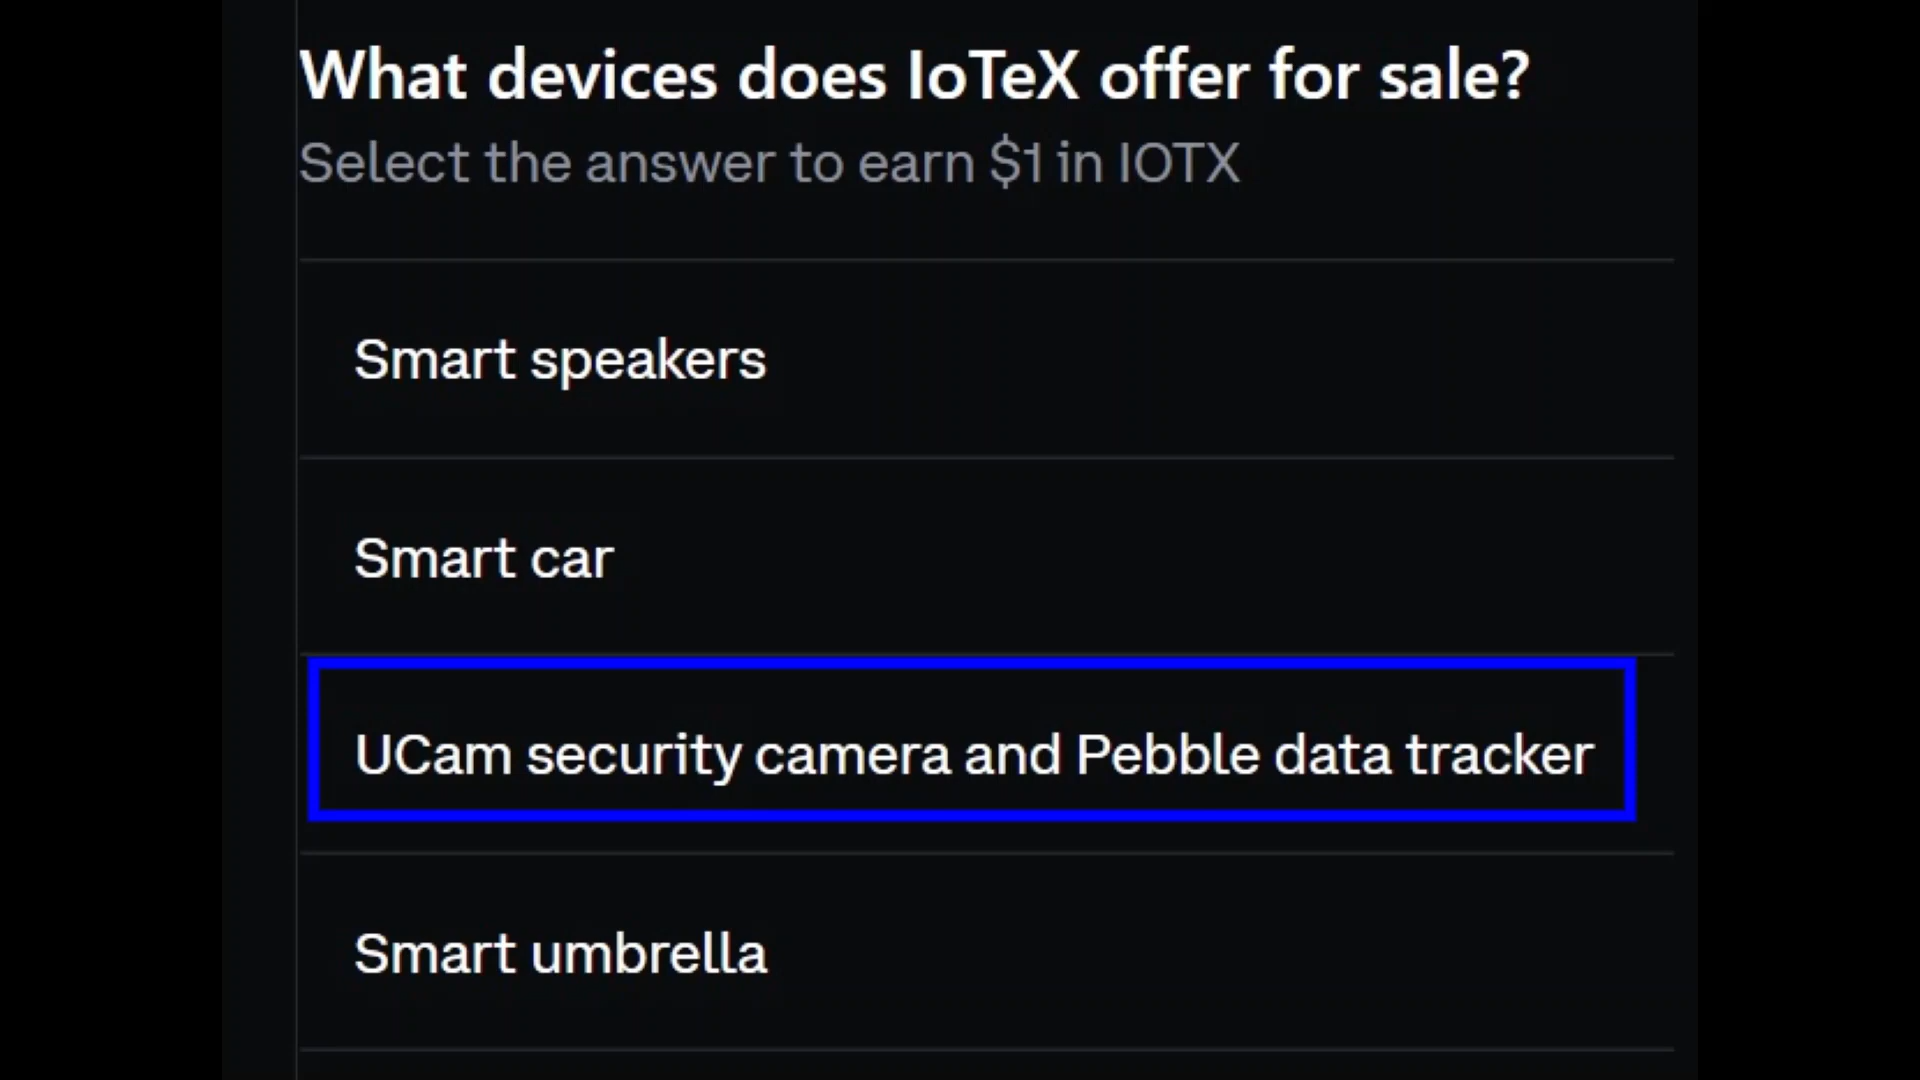 What devices does IoTeX offer for sale?
Select the answer to earn $1 in IOTX
Smart speakers
Smart car
UCam security camera and Pebble data tracker
Smart umbrella